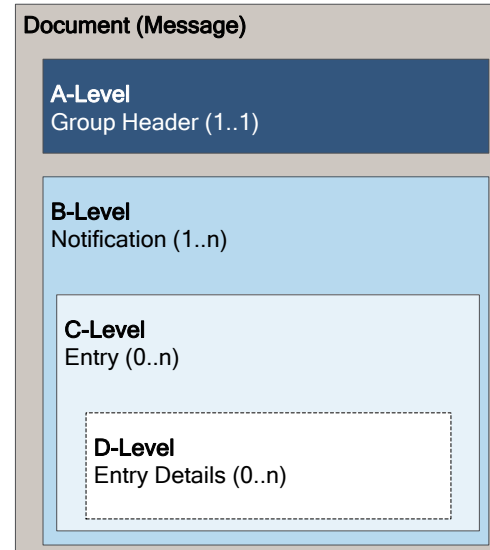 Document (Message)
A-Level
Group Header (1..1)
B-Level
Notification (1..n)
C-Level
Entry (0..n)
D-Level
Entry Details (0..n)